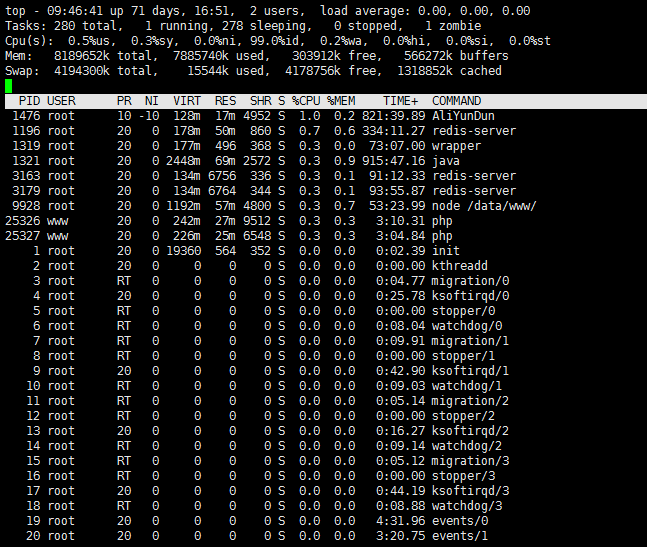 top - 09:46:41 up 71 days, 16:51,  2 users,  load average: 0.00, 0.00, 0.00
Tasks: 280 total,   1 running, 278 sleeping,   0 stopped,   1 zombie
Cpu(s):  0.5%us,  0.3%sy,  0.0%ni, 99.0%id,  0.2%wa,  0.0%hi,  0.0%si,  0.0%st
Mem:   8189652k total,  7885740k used,   303912k free,   566272k buffers
Swap:  4194300k total,    15544k used,  4178756k free,  1318852k cached
  PID USER      PR  NI  VIRT  RES  SHR S %CPU %MEM    TIME+  COMMAND
 1476 root      10 -10  128m  17m 4952 S  1.0  0.2 821:39.89 AliYunDun
 1196 root      20   0  178m  50m  860 S  0.7  0.6 334:11.27 redis-server
 1319 root      20   0  177m  496  368 S  0.3  0.0  73:07.00 wrapper
 1321 root      20   0 2448m  69m 2572 S  0.3  0.9 915:47.16 java
 3163 root      20   0  134m 6756  336 S  0.3  0.1  91:12.33 redis-server
 3179 root      20   0  134m 6764  344 S  0.3  0.1  93:55.87 redis-server
 9928 root      20   0 1192m  57m 4800 S  0.3  0.7  53:23.99 node /data/www/
25326 www       20   0  242m  27m 9512 S  0.3  0.3   3:10.31 php
25327 www       20   0  226m  25m 6548 S  0.3  0.3   3:04.84 php
    1 root      20   0 19360  564  352 S  0.0  0.0   0:02.39 init
    2 root      20   0     0    0    0 S  0.0  0.0   0:00.00 kthreadd
    3 root      RT   0     0    0    0 S  0.0  0.0   0:04.77 migration/0
    4 root      20   0     0    0    0 S  0.0  0.0   0:25.78 ksoftirqd/0
    5 root      RT   0     0    0    0 S  0.0  0.0   0:00.00 stopper/0
    6 root      RT   0     0    0    0 S  0.0  0.0   0:08.04 watchdog/0
    7 root      RT   0     0    0    0 S  0.0  0.0   0:09.91 migration/1
    8 root      RT   0     0    0    0 S  0.0  0.0   0:00.00 stopper/1
    9 root      20   0     0    0    0 S  0.0  0.0   0:42.90 ksoftirqd/1
   10 root      RT   0     0    0    0 S  0.0  0.0   0:09.03 watchdog/1
   11 root      RT   0     0    0    0 S  0.0  0.0   0:05.14 migration/2
   12 root      RT   0     0    0    0 S  0.0  0.0   0:00.00 stopper/2
   13 root      20   0     0    0    0 S  0.0  0.0   0:16.27 ksoftirqd/2
   14 root      RT   0     0    0    0 S  0.0  0.0   0:09.14 watchdog/2
   15 root      RT   0     0    0    0 S  0.0  0.0   0:05.12 migration/3
   16 root      RT   0     0    0    0 S  0.0  0.0   0:00.00 stopper/3
   17 root      20   0     0    0    0 S  0.0  0.0   0:44.19 ksoftirqd/3
   18 root      RT   0     0    0    0 S  0.0  0.0   0:08.88 watchdog/3
   19 root      20   0     0    0    0 S  0.0  0.0   4:31.96 events/0
   20 root      20   0     0    0    0 S  0.0  0.0   3:20.75 events/1